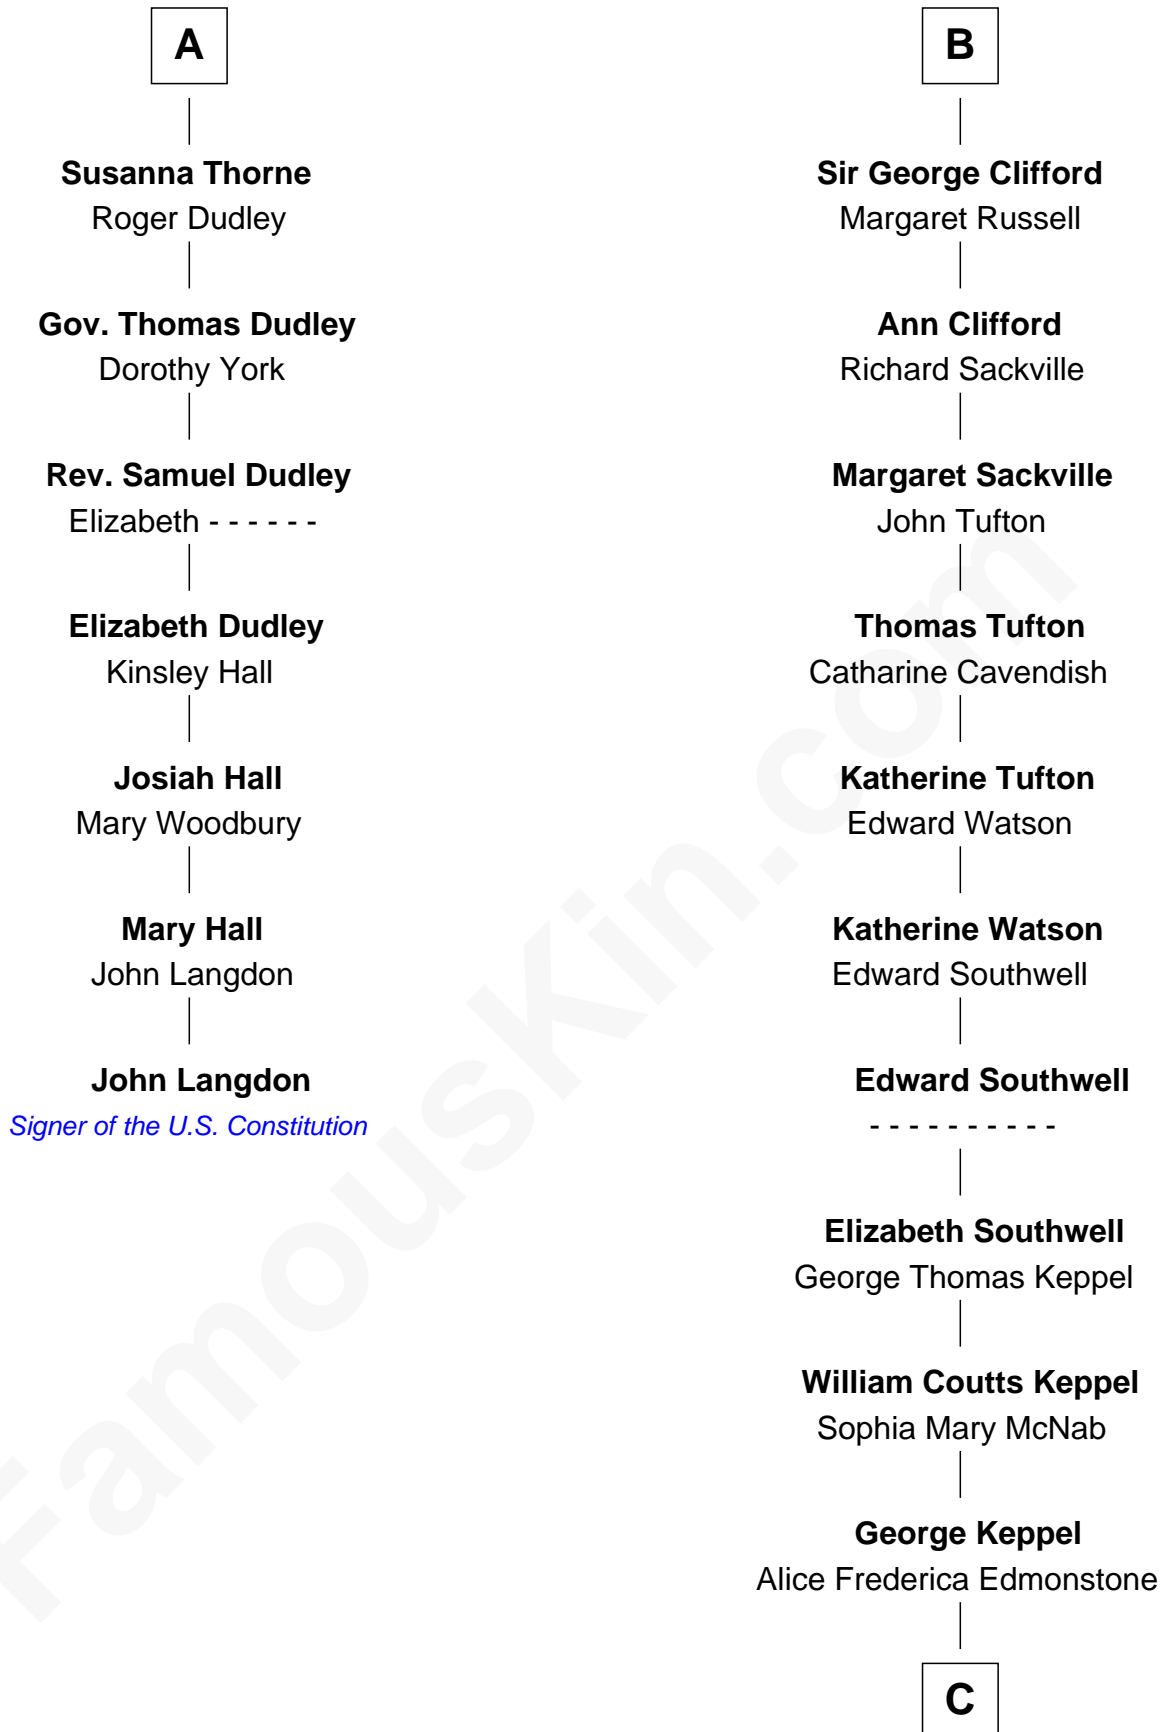 A
Susanna Thorne
Roger Dudley
Gov. Thomas Dudley
Dorothy York
Rev. Samuel Dudley
Elizabeth - - - - - -
Elizabeth Dudley
Kinsley Hall
Josiah Hall
Mary Woodbury
Mary Hall
John Langdon
John Langdon
Signer of the U.S. Constitution
B
Sir George Clifford
Margaret Russell
Ann Clifford
Richard Sackville
Margaret Sackville
John Tufton
Thomas Tufton
Catharine Cavendish
Katherine Tufton
Edward Watson
Katherine Watson
Edward Southwell
Edward Southwell
- - - - - - - - - -
Elizabeth Southwell
George Thomas Keppel
William Coutts Keppel
Sophia Mary McNab
George Keppel
Alice Frederica Edmonstone
C
FamousKin.com